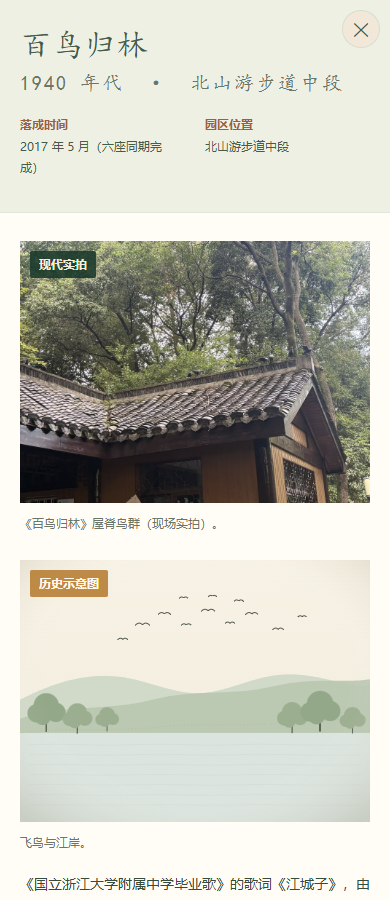 百鸟归林
1940 年代 • 北山游步道中段
落成时间
2017 年 5 月（六座同期完
成）
园区位置
北山游步道中段
现代实拍
《百鸟归林》屋脊鸟群（现场实拍）。
历史示意图
飞鸟与江岸。
《国立浙江大学附属中学毕业歌》的歌词《江城子》，由